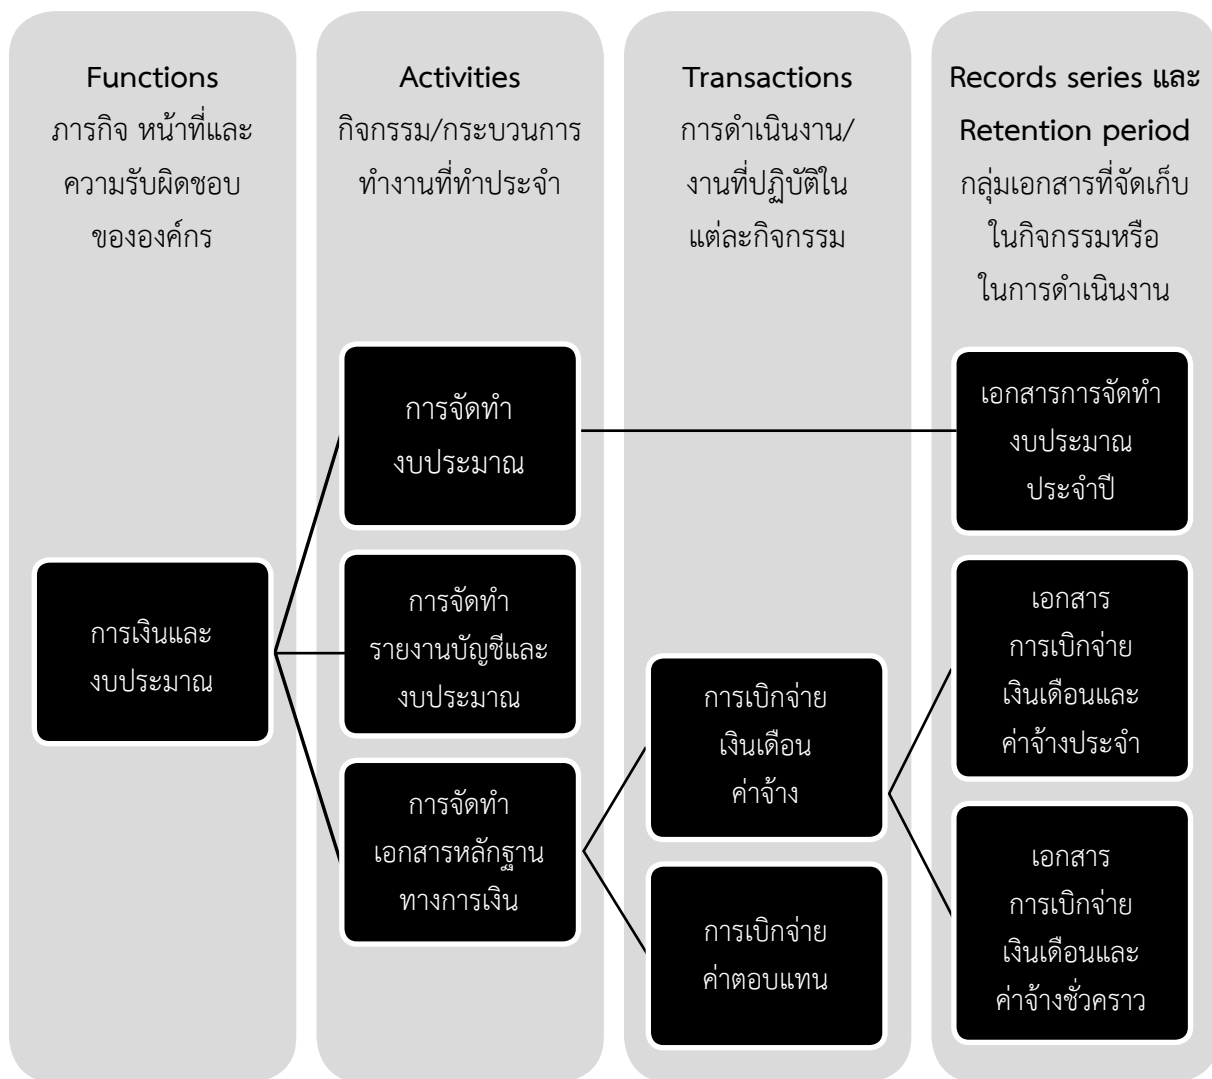 Functions
ภารกิจ หน้าที่และ
ความรับผิดชอบ
ขององค์กร
Activities
กิจกรรม/กระบวนการ
ทำงานที่ทำประจำ
Transactions
การดำเนินงาน/
งานที่ปฏิบัติใน
แต่ละกิจกรรม
Records series และ
Retention period
กลุ่มเอกสารที่จัดเก็บ
ในกิจกรรมหรือ
ในการดำเนินงาน
การเงินและ
งบประมาณ
การจัดทำ
งบประมาณ
การจัดทำ
รายงานบัญชีและ
งบประมาณ
การจัดทำ
เอกสารหลักฐาน
ทางการเงิน
การเบิกจ่าย
เงินเดือน
ค่าจ้าง
การเบิกจ่าย
ค่าตอบแทน
เอกสารการจัดทำ
งบประมาณ
ประจำปี
เอกสาร
การเบิกจ่าย
เงินเดือนและ
ค่าจ้างประจำ
เอกสาร
การเบิกจ่าย
เงินเดือนและ
ค่าจ้างชั่วคราว